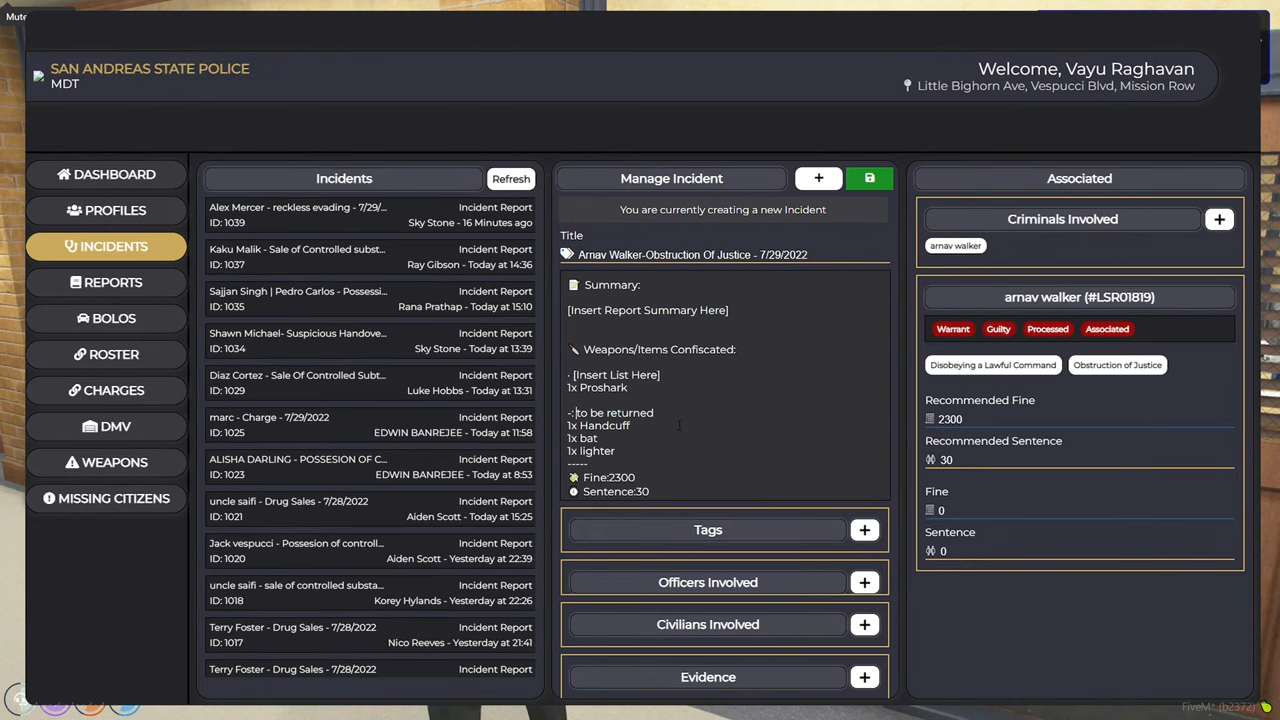 Mute
SAN ANDREAS STATE POLICE
MDT
Welcome, Vayu Raghavan
Little Bighorn Ave, Vespucci Blvd, Mission Row
DASHBOARD
PROFILES
INCIDENTS
REPORTS
BOLOS
ROSTER
CHARGES
DMV
WEAPONS
MISSING CITIZENS
Incidents
Refresh
Alex Mercer - reckless evading - 7/29/... Incident Report
ID: 1039 Sky Stone - 16 Minutes ago
Kaku Malik - Sale of Controlled subst... Incident Report
ID: 1037 Ray Gibson - Today at 14:36
Sajjan Singh | Pedro Carlos - Possessi... Incident Report
ID: 1035 Rana Prathap - Today at 15:10
Shawn Michael- Suspicious Handove... Incident Report
ID: 1034 Sky Stone - Today at 13:39
Diaz Cortez - Sale Of Controlled Subt... Incident Report
ID: 1029 Luke Hobbs - Today at 13:31
marc - Charge - 7/29/2022 Incident Report
ID: 1025 EDWIN BANREJEE - Today at 11:58
ALISHA DARLING - POSSESION OF C... Incident Report
ID: 1023 EDWIN BANREJEE - Today at 8:53
uncle saifi - Drug Sales - 7/28/2022 Incident Report
ID: 1021 Aiden Scott - Today at 15:25
Jack vespucci - Possesion of controll... Incident Report
ID: 1020 Aiden Scott - Yesterday at 22:39
uncle saifi - sale of controlled substa... Incident Report
ID: 1018 Korey Hylands - Yesterday at 22:26
Terry Foster - Drug Sales - 7/28/2022 Incident Report
ID: 1017 Nico Reeves - Yesterday at 21:41
Terry Foster - Drug Sales - 7/28/2022 Incident Report
Manage Incident
+
You are currently creating a new Incident
Title
Arnav Walker-Obstruction Of Justice - 7/29/2022
📝 Summary:
[Insert Report Summary Here]
🔪 Weapons/Items Confiscated:
· [Insert List Here]
1x Proshark
-:to be returned
1x Handcuff
1x bat
1x lighter
-----
💸 Fine:2300
🕐 Sentence:30
Tags +
Officers Involved +
Civilians Involved +
Evidence +
Associated
Criminals Involved +
arnav walker
arnav walker (#LSR01819)
Warrant Guilty Processed Associated
Disobeying a Lawful Command Obstruction of Justice
Recommended Fine
2300
Recommended Sentence
30
Fine
0
Sentence
0
FiveM* (b2372)